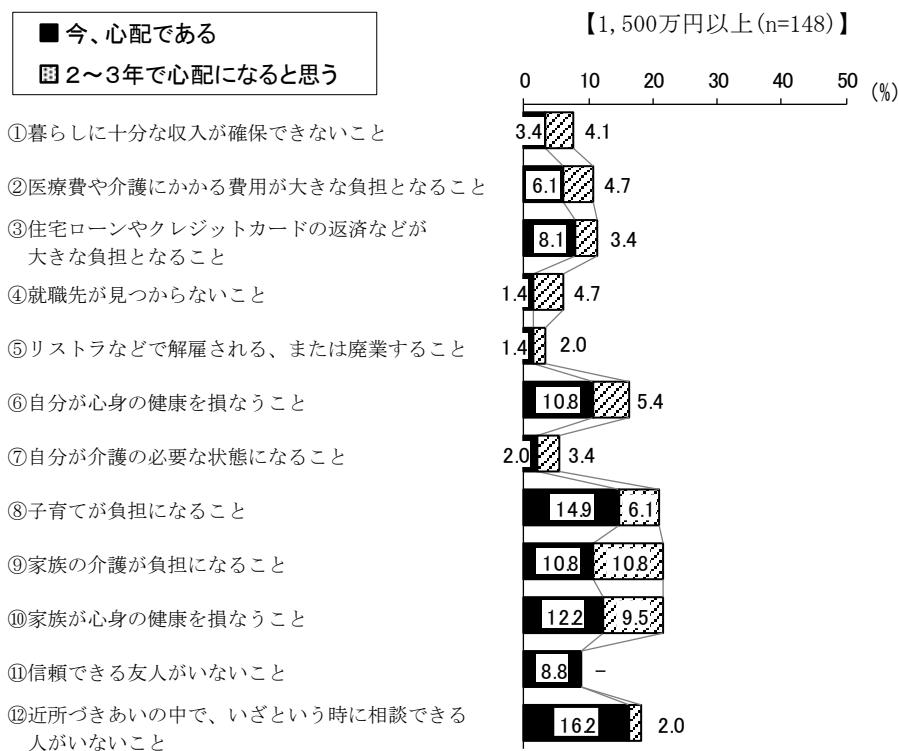 ■今、心配である
２～３年で心配になると思う
【1,500万円以上(n=148)】
0 10 20 30 40 50 (%)
①暮らしに十分な収入が確保できないこと 3.4 4.1
②医療費や介護にかかる費用が大きな負担となること 6.1 4.7
③住宅ローンやクレジットカードの返済などが
大きな負担となること 8.1 3.4
④就職先が見つからないこと 1.4 4.7
⑤リストラなどで解雇される、または廃業すること 1.4 2.0
⑥自分が心身の健康を損なうこと 10.8 5.4
⑦自分が介護の必要な状態になること 2.0 3.4
⑧子育てが負担になること 14.9 6.1
⑨家族の介護が負担になること 10.8 10.8
⑩家族が心身の健康を損なうこと 12.2 9.5
⑪信頼できる友人がいないこと 8.8 -
⑫近所づきあいの中で、いざという時に相談できる
人がいないこと 16.2 2.0